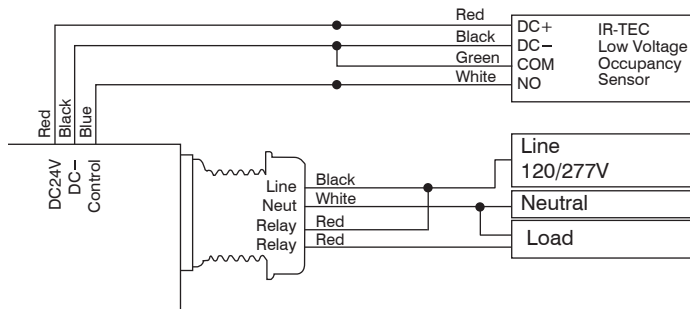 Red
Black
Green
White
DC+
DC−
COM
NO
IR-TEC
Low Voltage
Occupancy
Sensor
Red
Black
Blue
DC24V
DC−
Control
Line
Neut
Relay
Relay
Black
White
Red
Red
Line
120/277V
Neutral
Load